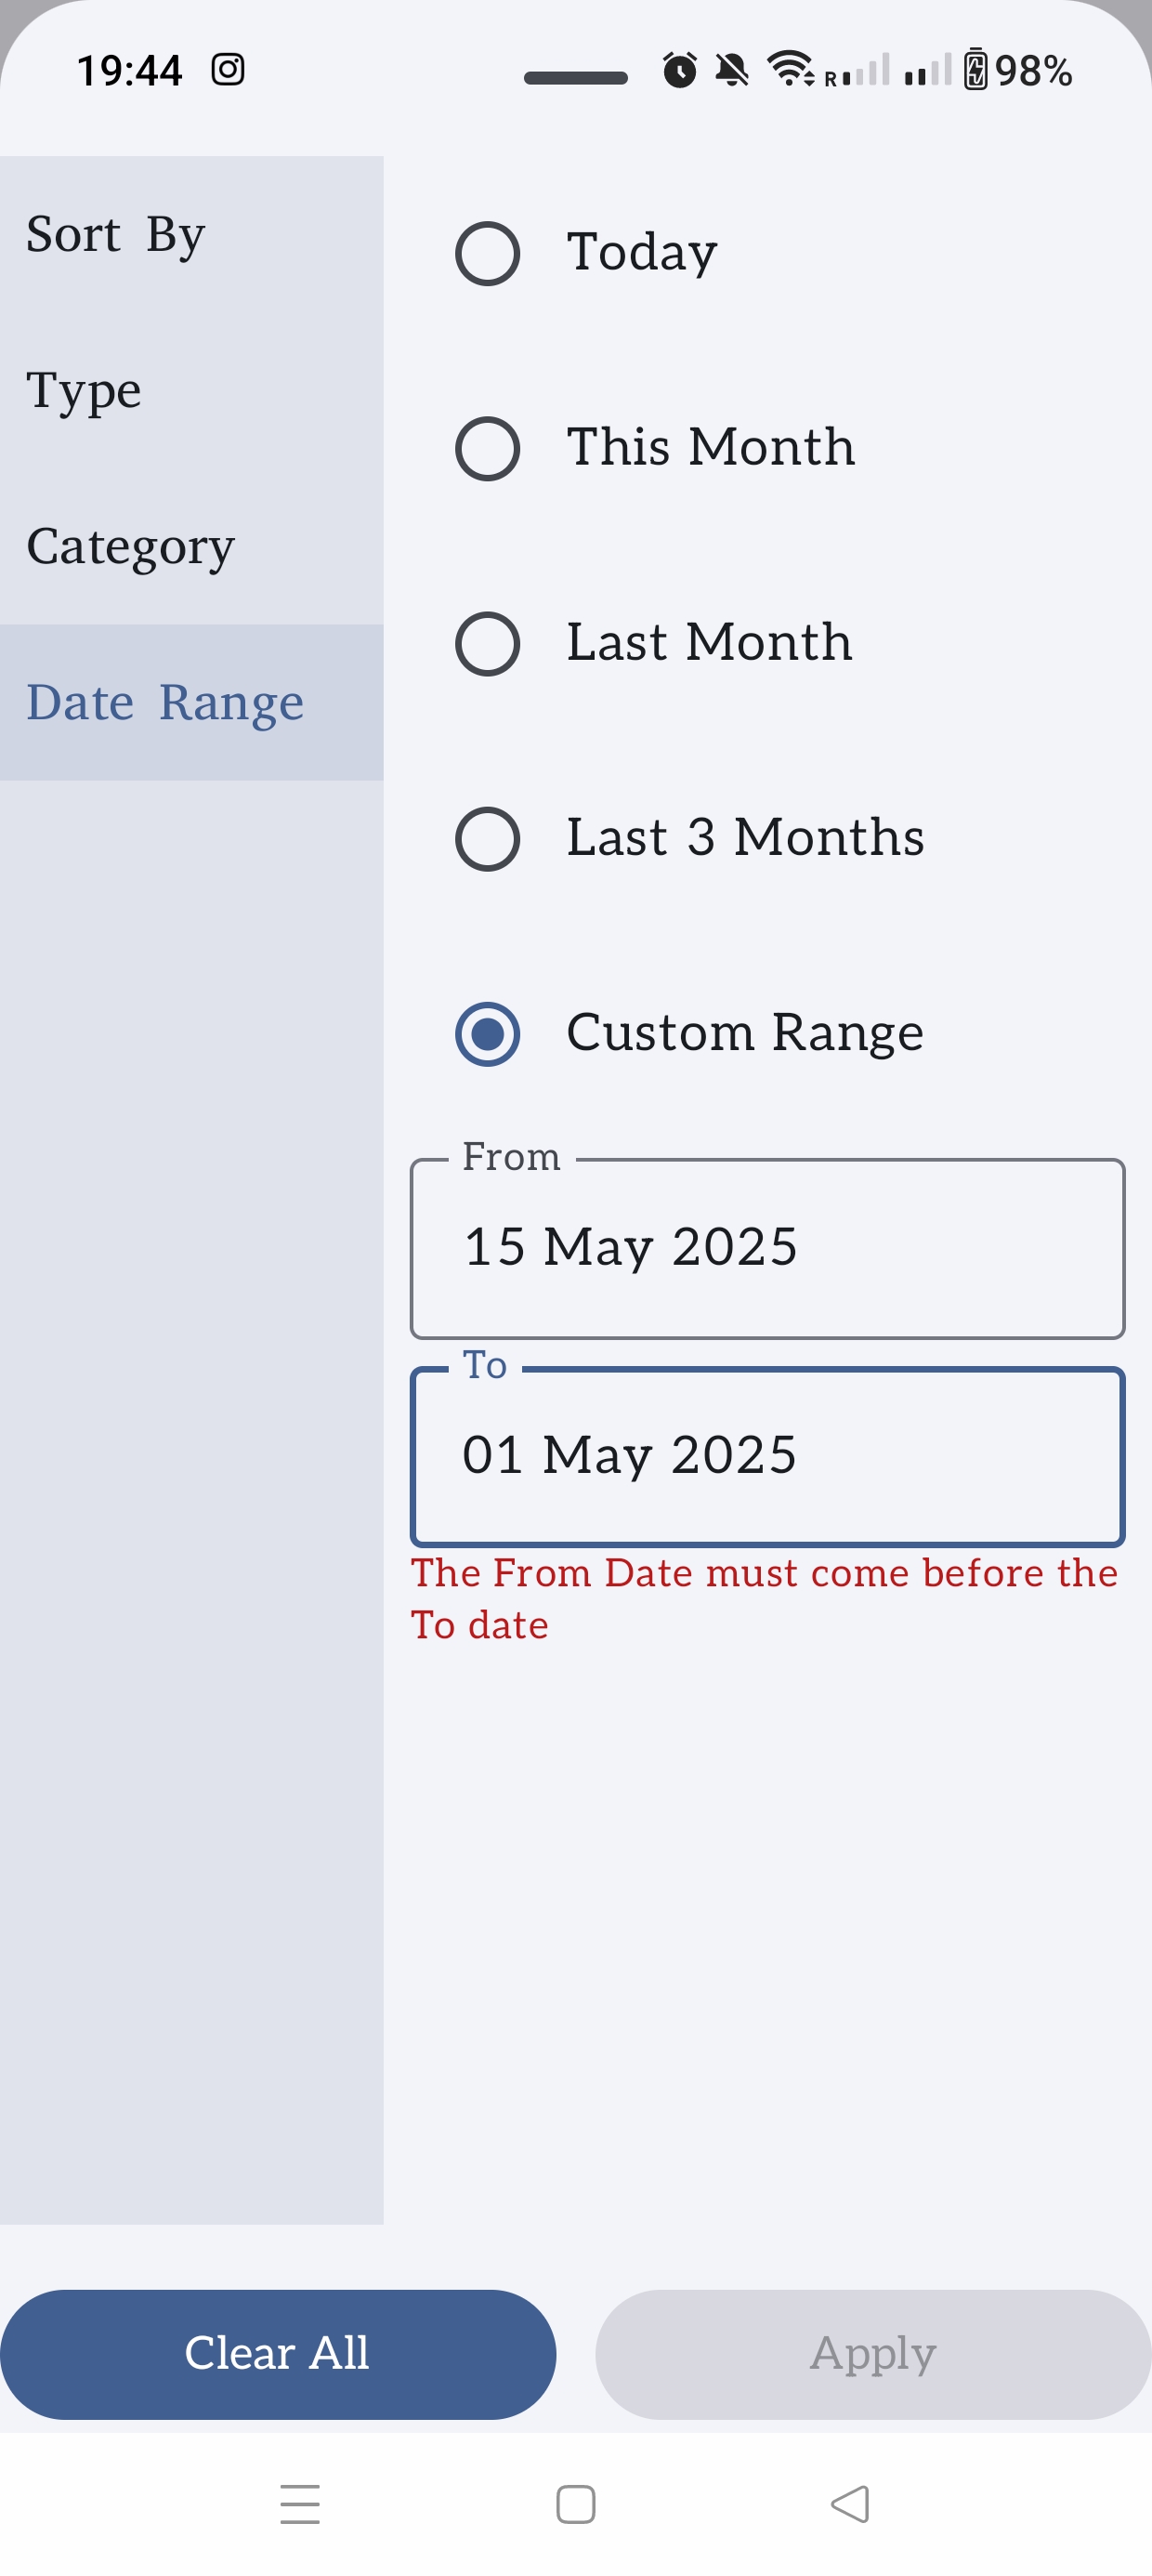 19:44
R
98%
Sort By
Type
Category
Date Range
Today
This Month
Last Month
Last 3 Months
Custom Range
From
15 May 2025
To
01 May 2025
The From Date must come before the
To date
Clear All
Apply